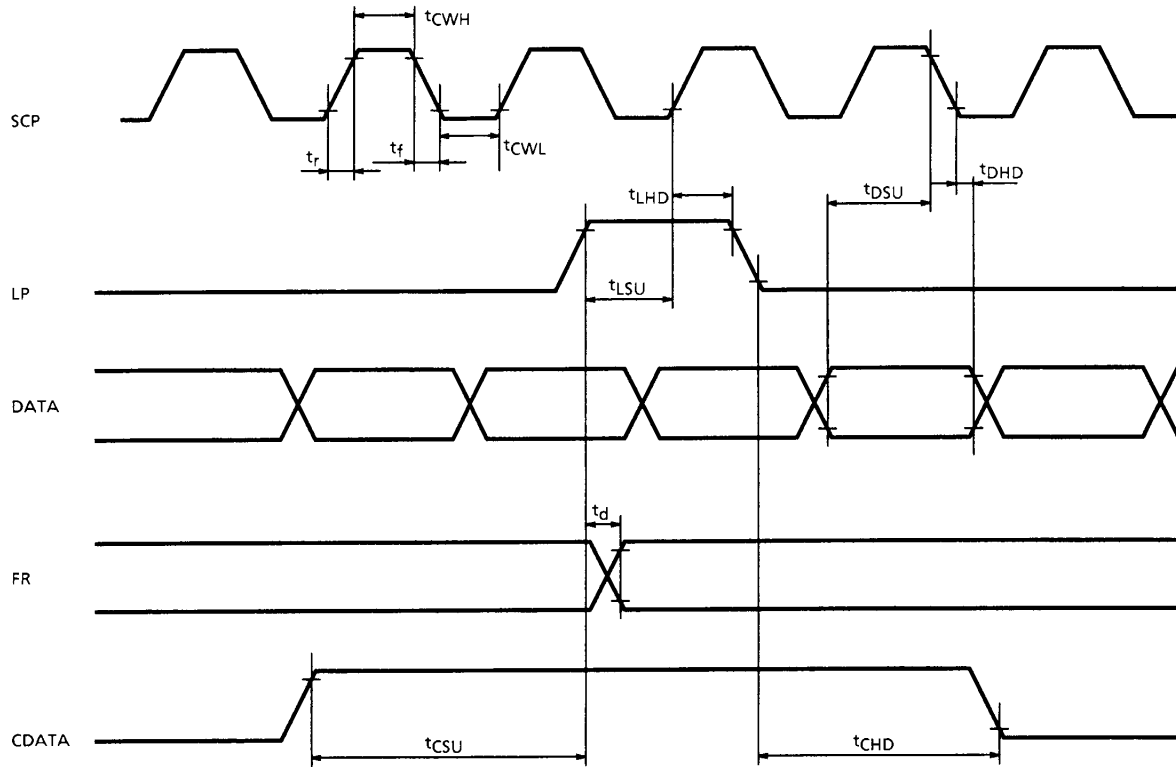 tCWH
SCP
tr
tf
tCWL
tDHD
tDSU
tLHD
LP
tLSU
DATA
td
FR
CDATA
tCSU
tCHD